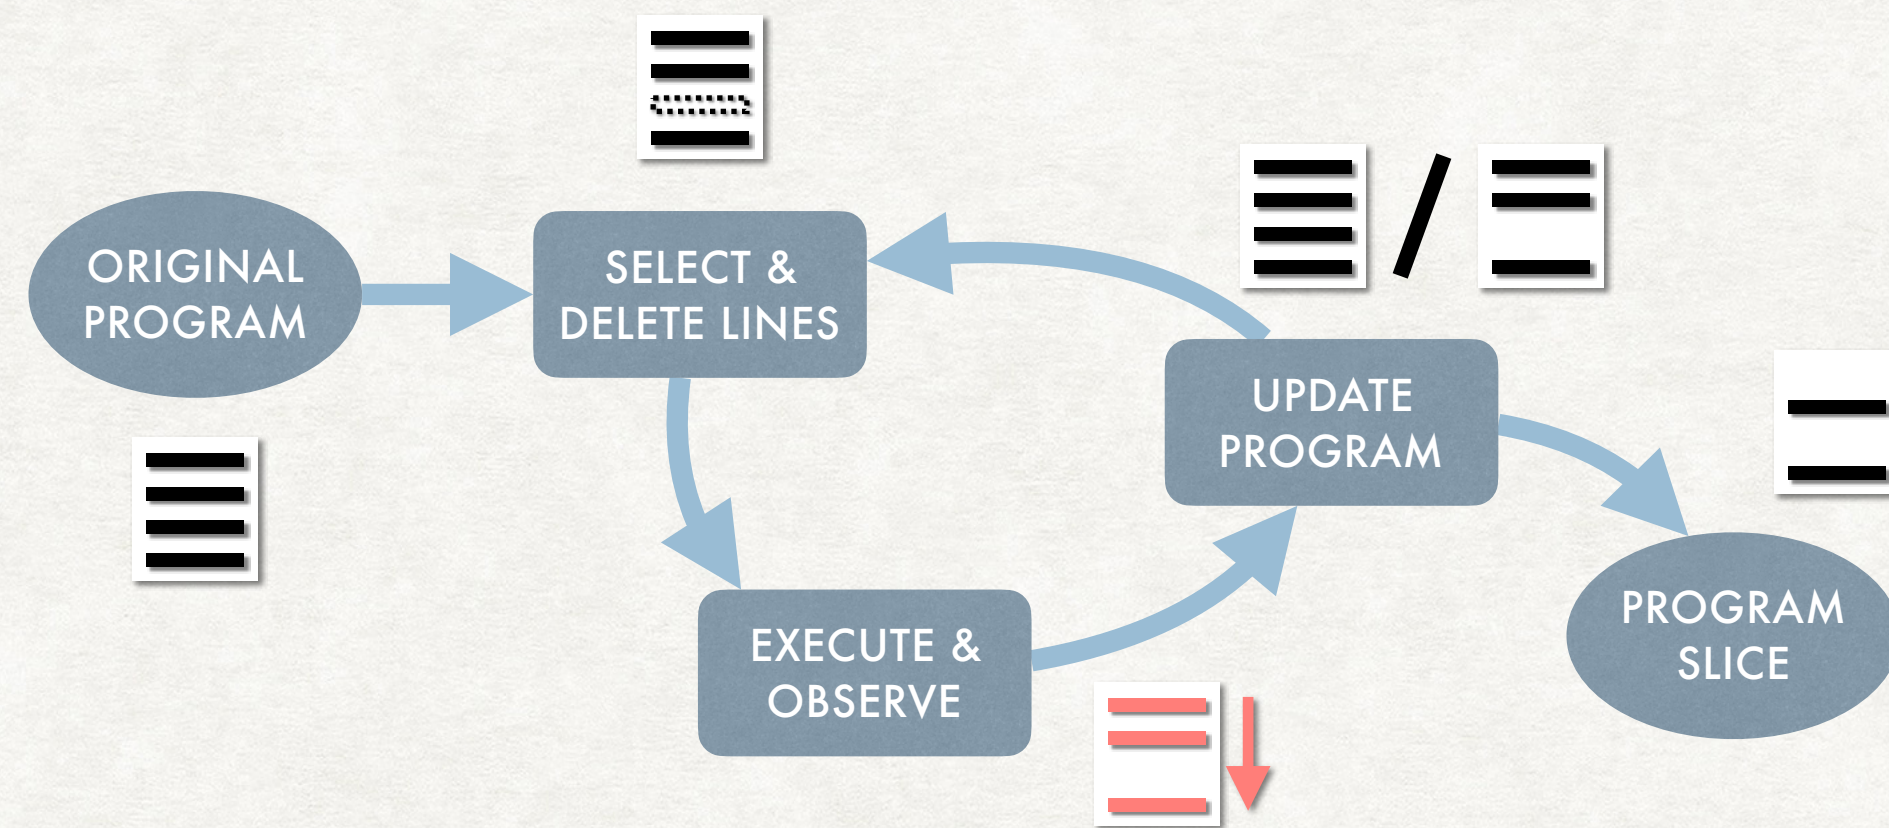 ORIGINAL
PROGRAM
SELECT &
DELETE LINES
EXECUTE &
OBSERVE
UPDATE
PROGRAM
PROGRAM
SLICE